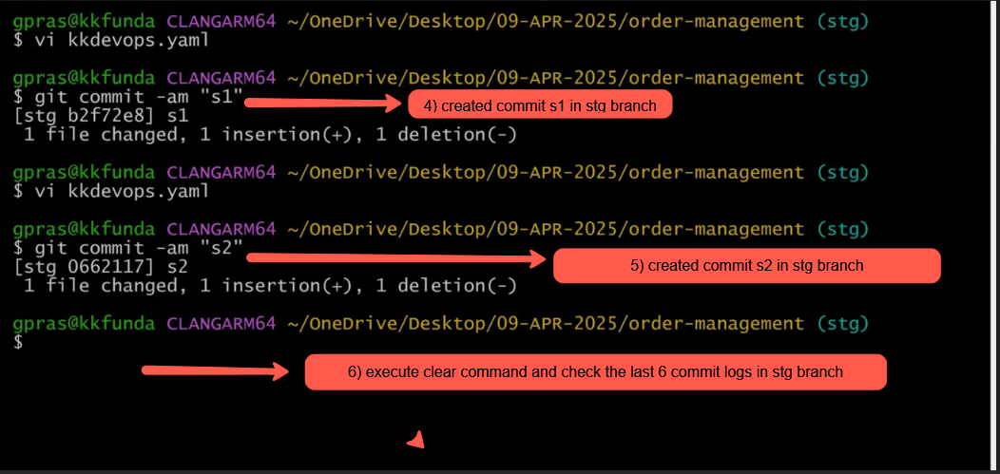 gpras@kkfunda CLANGARM64 ~/OneDrive/Desktop/09-APR-2025/order-management (stg)
$ vi kkdevops.yaml
gpras@kkfunda CLANGARM64 ~/OneDrive/Desktop/09-APR-2025/order-management (stg)
$ git commit -am "s1"
4) created commit s1 in stg branch
[stg b2f72e8] s1
1 file changed, 1 insertion(+), 1 deletion(-)
gpras@kkfunda CLANGARM64 ~/OneDrive/Desktop/09-APR-2025/order-management (stg)
$ vi kkdevops.yaml
gpras@kkfunda CLANGARM64 ~/OneDrive/Desktop/09-APR-2025/order-management (stg)
$ git commit -am "s2"
5) created commit s2 in stg branch
[stg 0662117] s2
1 file changed, 1 insertion(+), 1 deletion(-)
gpras@kkfunda CLANGARM64 ~/OneDrive/Desktop/09-APR-2025/order-management (stg)
$
6) execute clear command and check the last 6 commit logs in stg branch